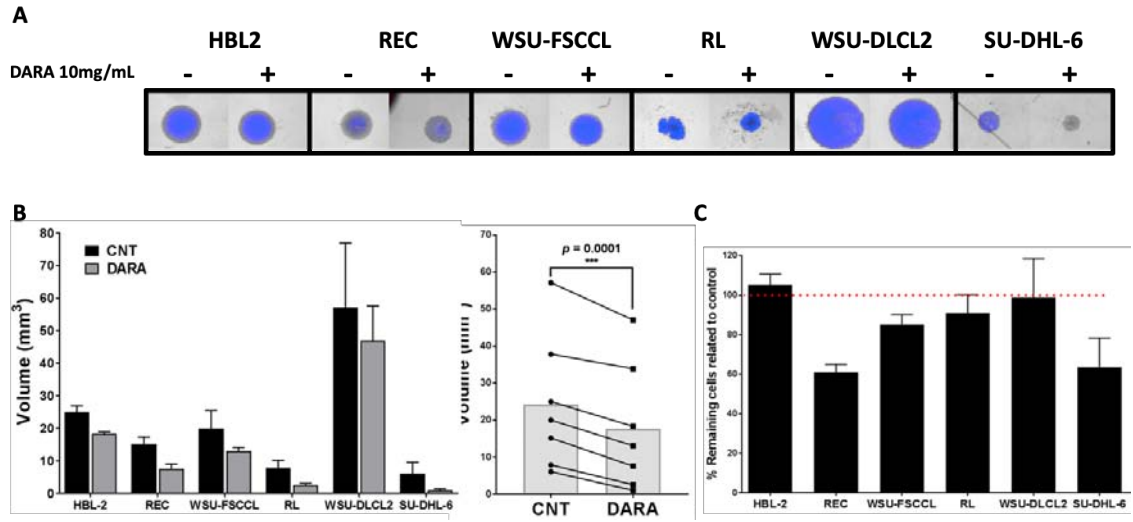 A
HBL2 REC WSU-FSCCL RL WSU-DLCL2 SU-DHL-6
DARA 10mg/mL - + - + - + - + - + - +
B
80
70
60
50
40
30
20
10
0
Volume (mm³)
CNT
DARA
HBL-2 REC WSU-FSCCL RL WSU-DLCL2 SU-DHL-6
70
60
50
40
30
20
10
0
p = 0.0001
***
CNT DARA
C
120
100
80
60
40
20
0
% Remaining cells related to control
HBL-2 REC WSU-FSCCL RL WSU-DLCL2 SU-DHL-6